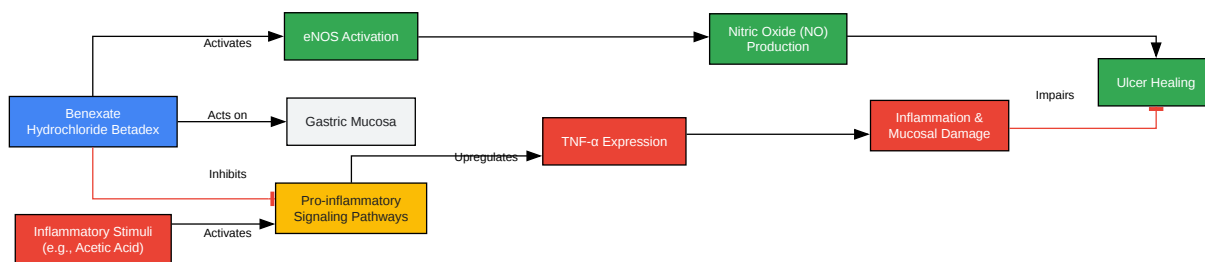 Activates
eNOS Activation
Nitric Oxide (NO)
Production
Ulcer Healing
Benexate
Hydrochloride Betadex
Acts on
Gastric Mucosa
Impairs
Inflammation &
Mucosal Damage
TNF-α Expression
Upregulates
Inhibits
Pro-inflammatory
Signaling Pathways
Inflammatory Stimuli
(e.g., Acetic Acid)
Activates